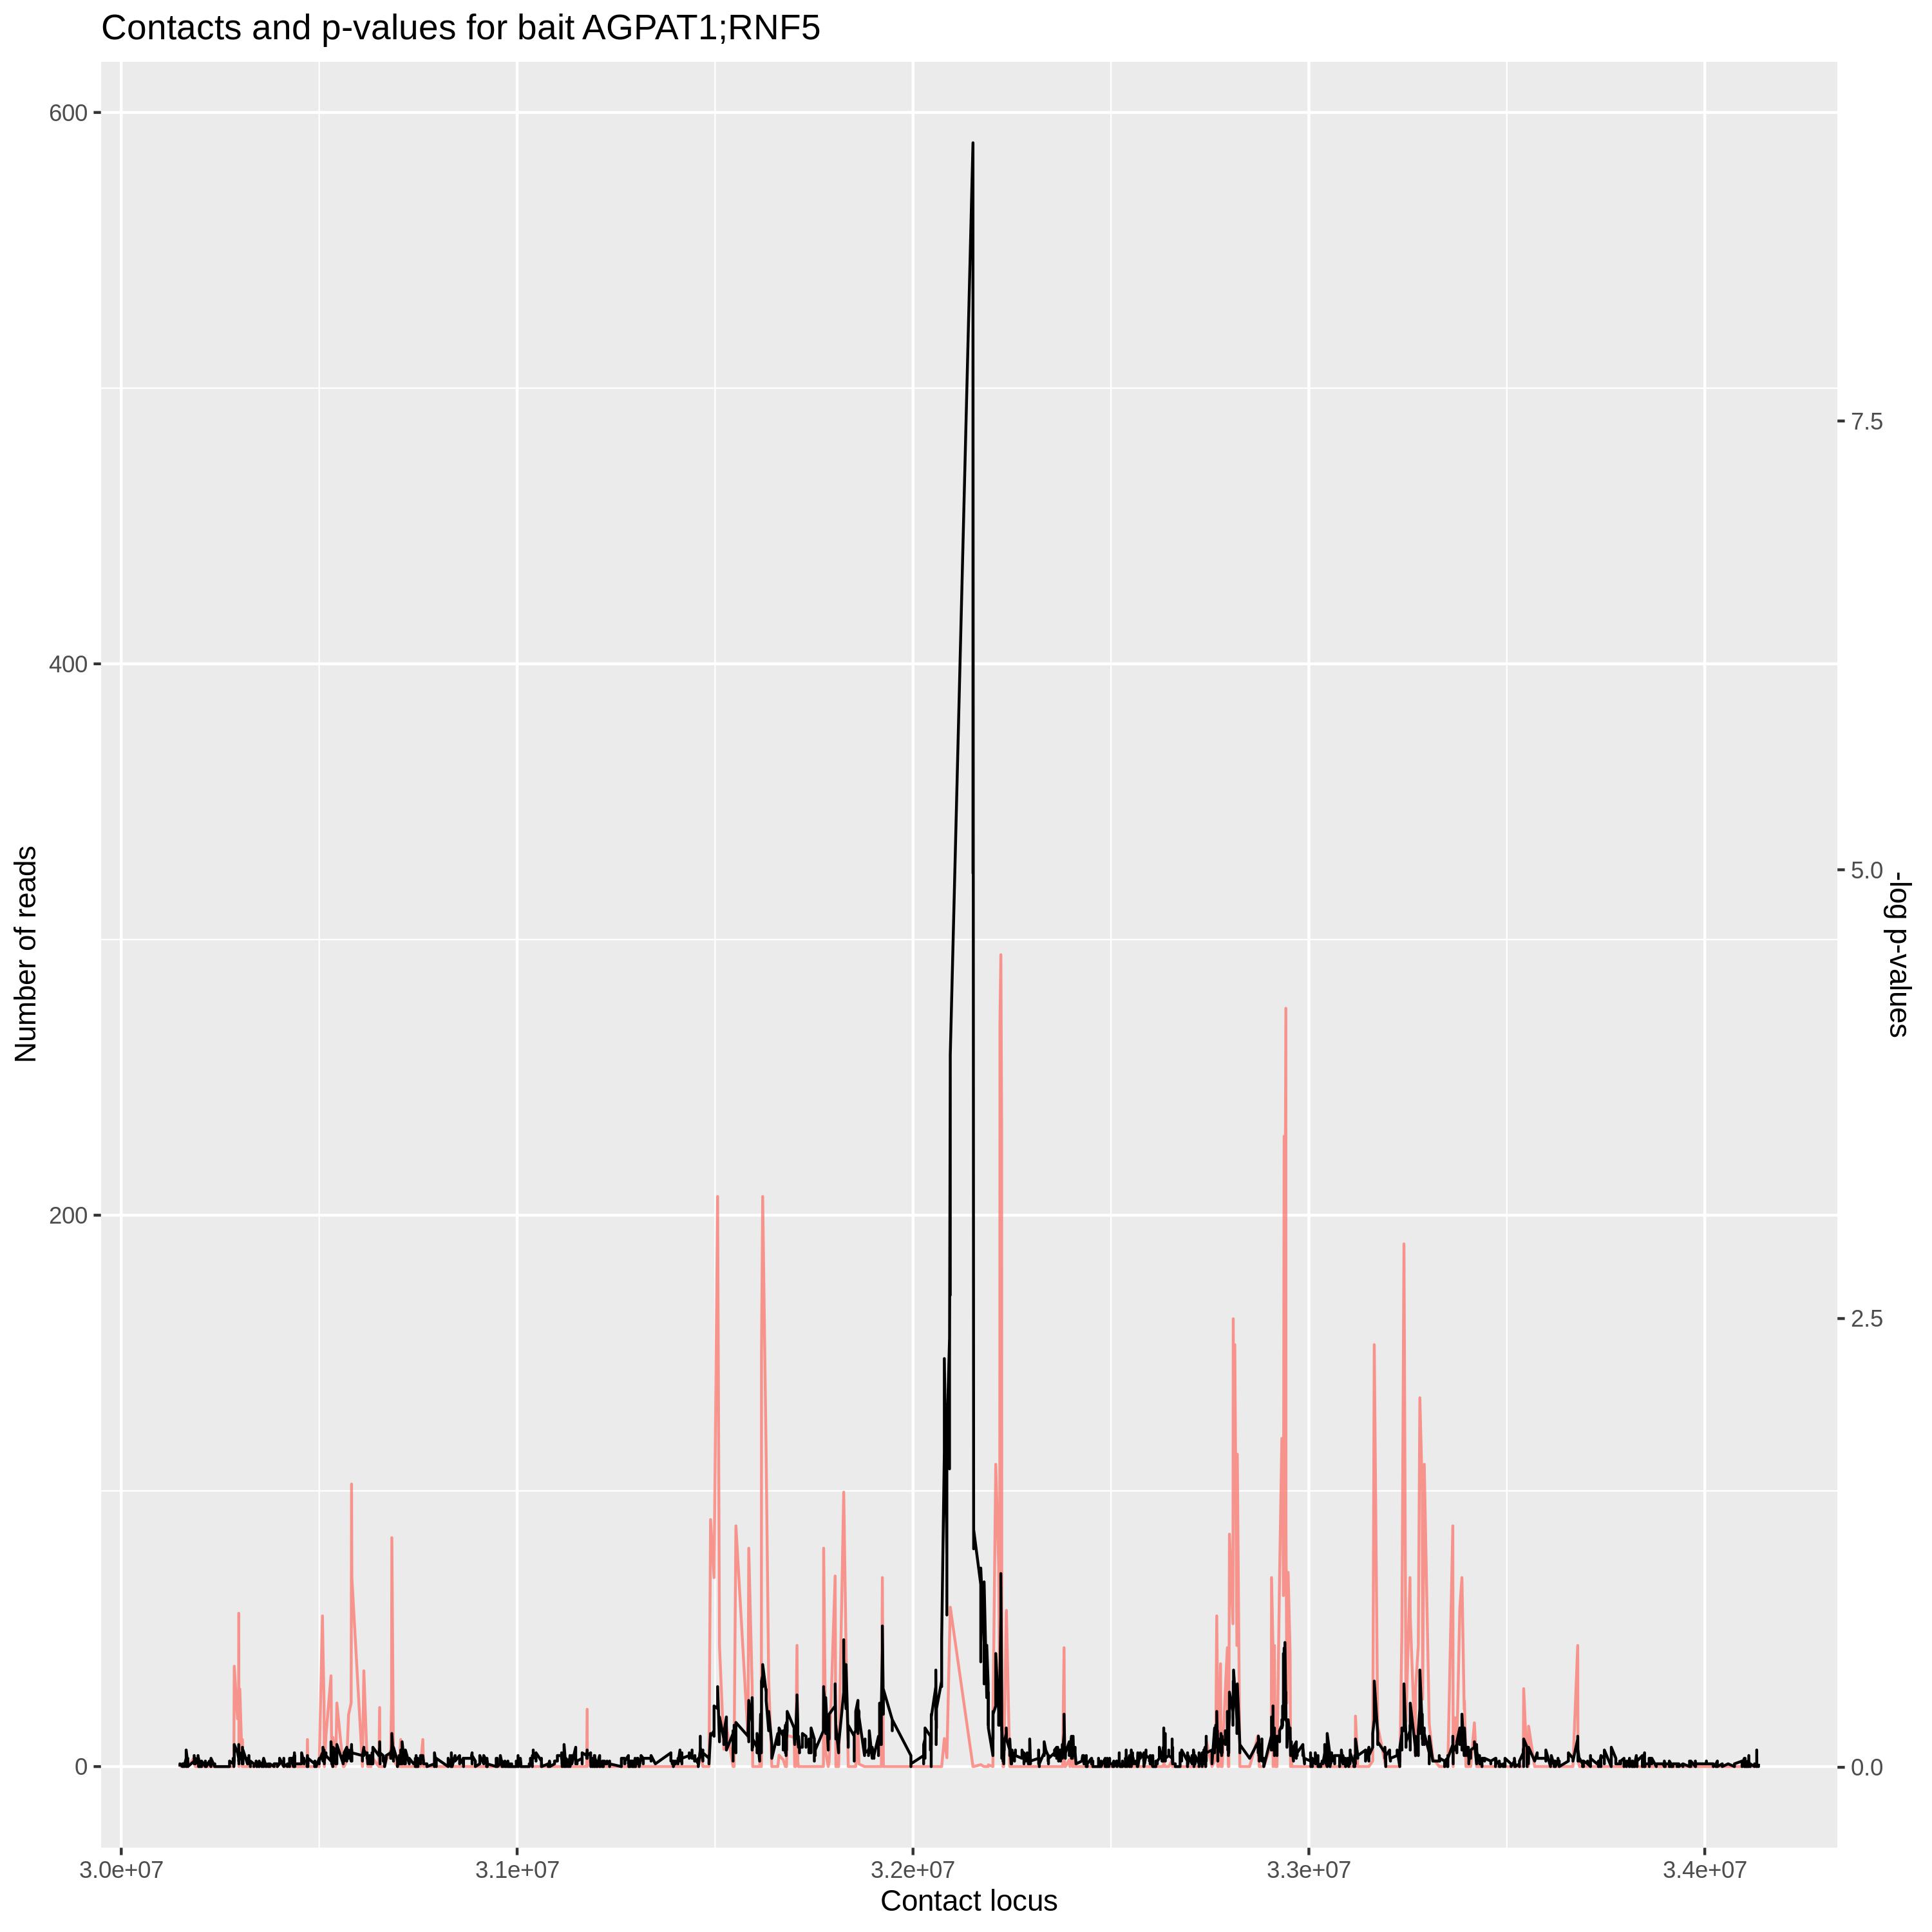 Contacts and p-values for bait AGPAT1;RNF5
600
400
200
0
Number of reads
7.5
5.0
2.5
0.0
-log p-values
3.0e+07
3.1e+07
3.2e+07
3.3e+07
3.4e+07
Contact locus